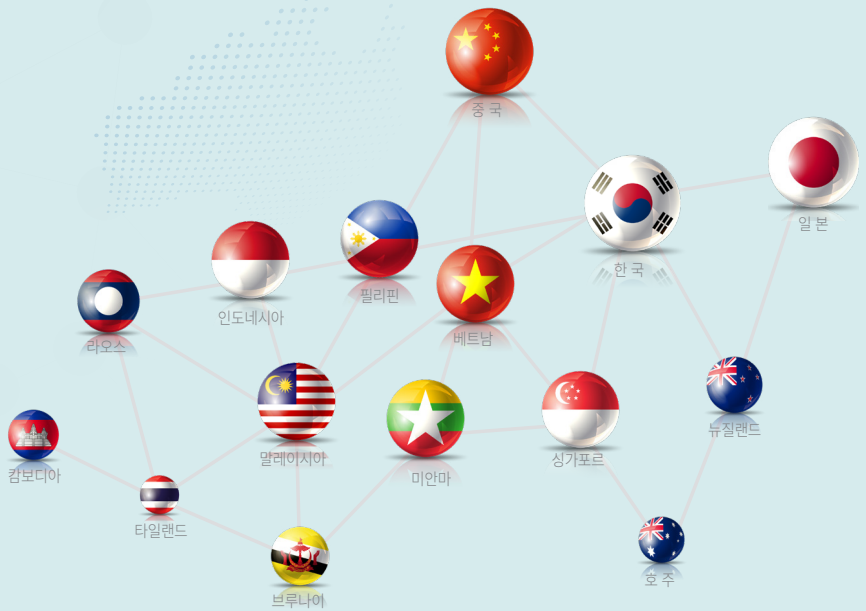 중 국
일 본
한 국
필리핀
인도네시아
베트남
라오스
뉴질랜드
말레이시아
싱가포르
미안마
캄보디아
타일랜드
호 주
브루나이